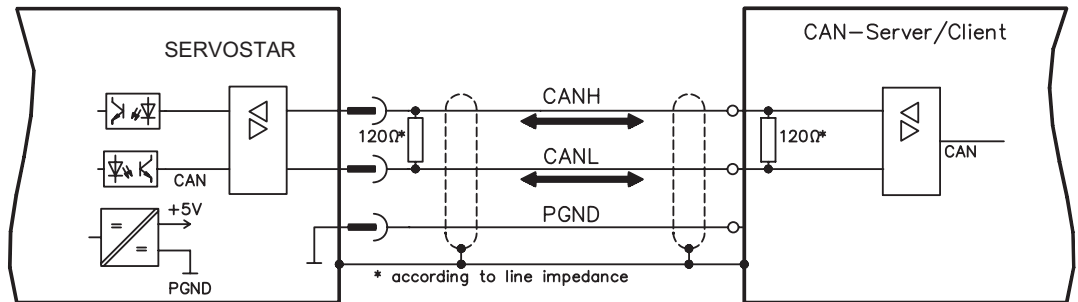 SERVOSTAR
CAN-Server/Client
CANH
120Ω*
120Ω*
CANL
CAN
CAN
+5V
PGND
PGND
* according to line impedance